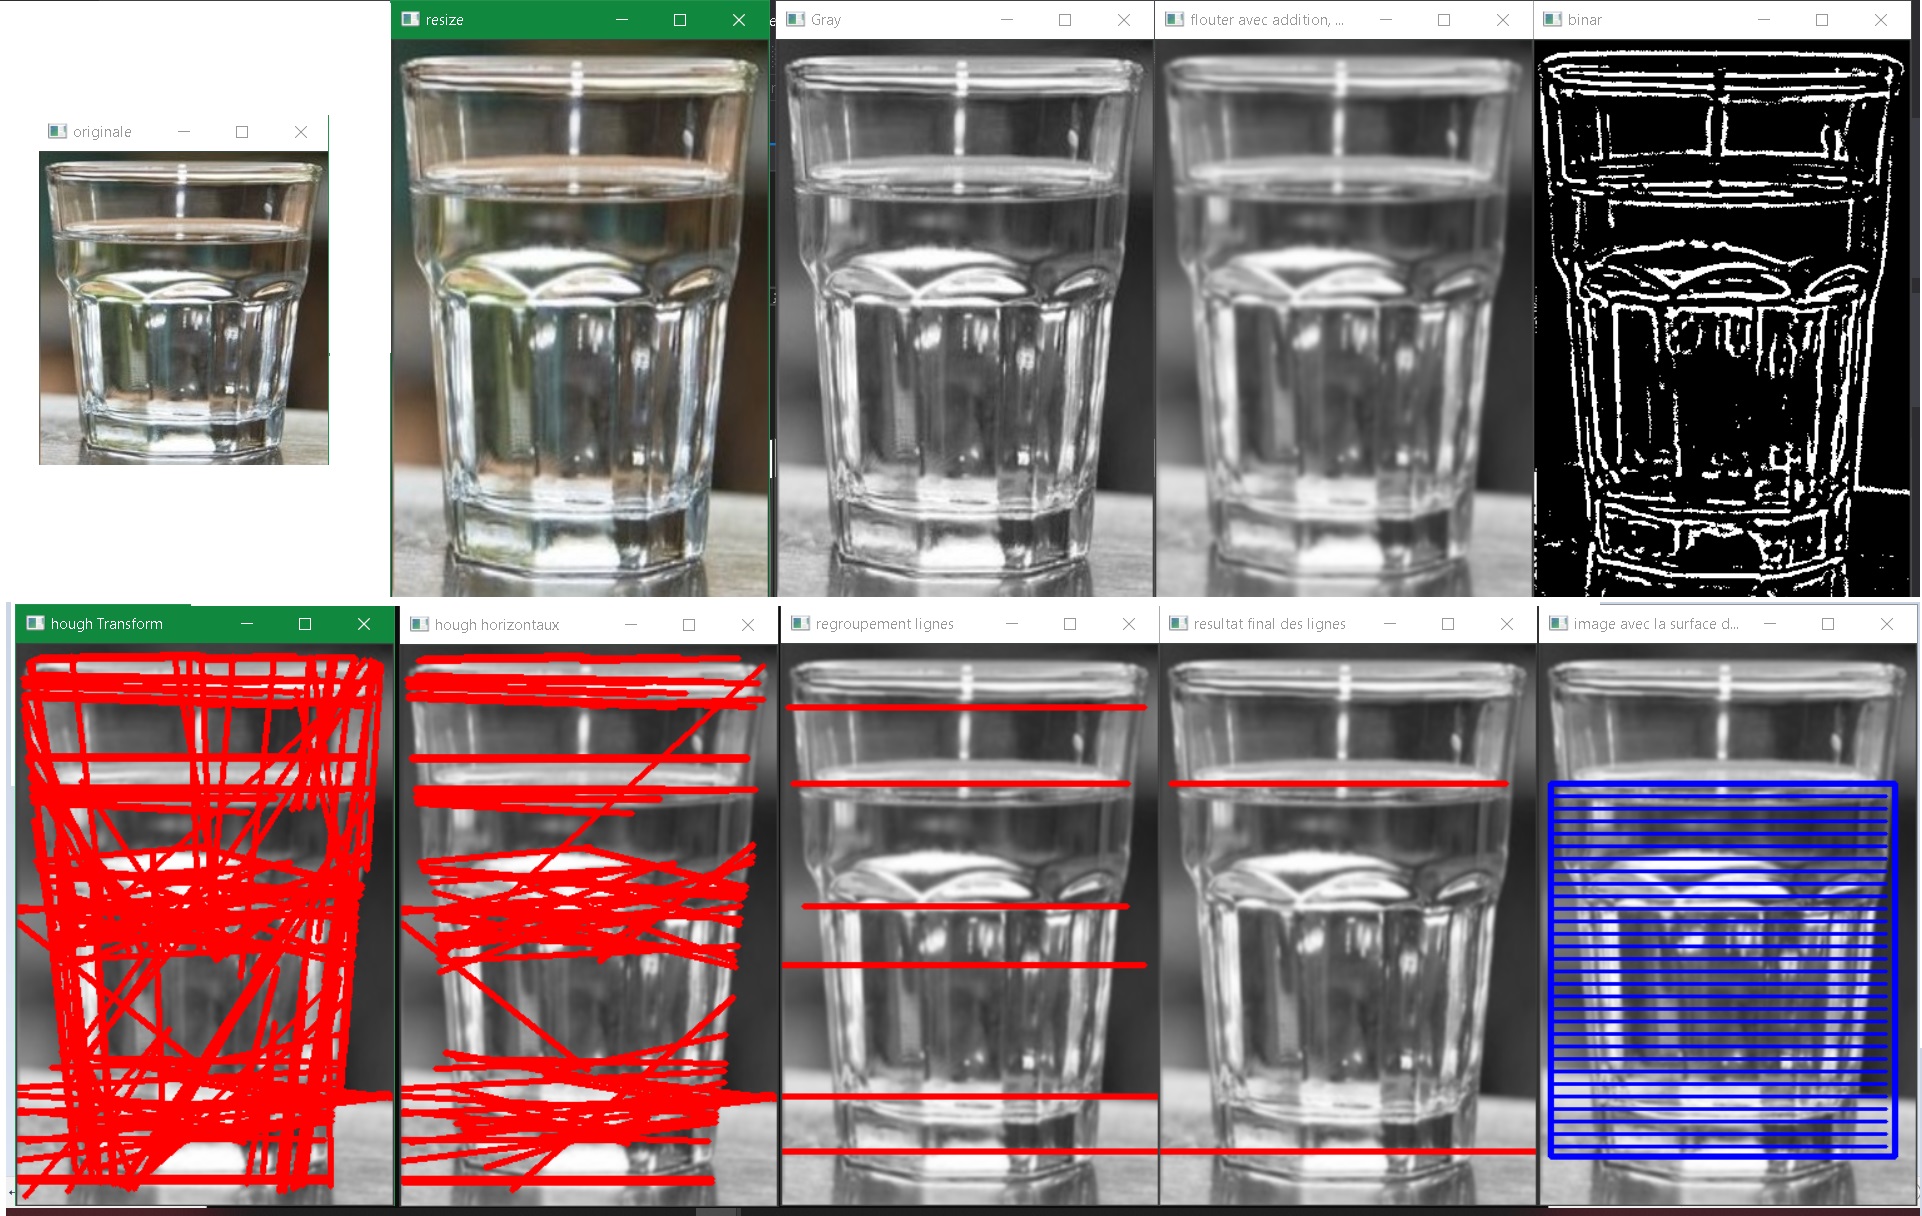 resize
Gray
flouter avec addition, ...
binar
originale
hough Transform
hough horizontaux
regroupement lignes
resultat final des lignes
image avec la surface d...